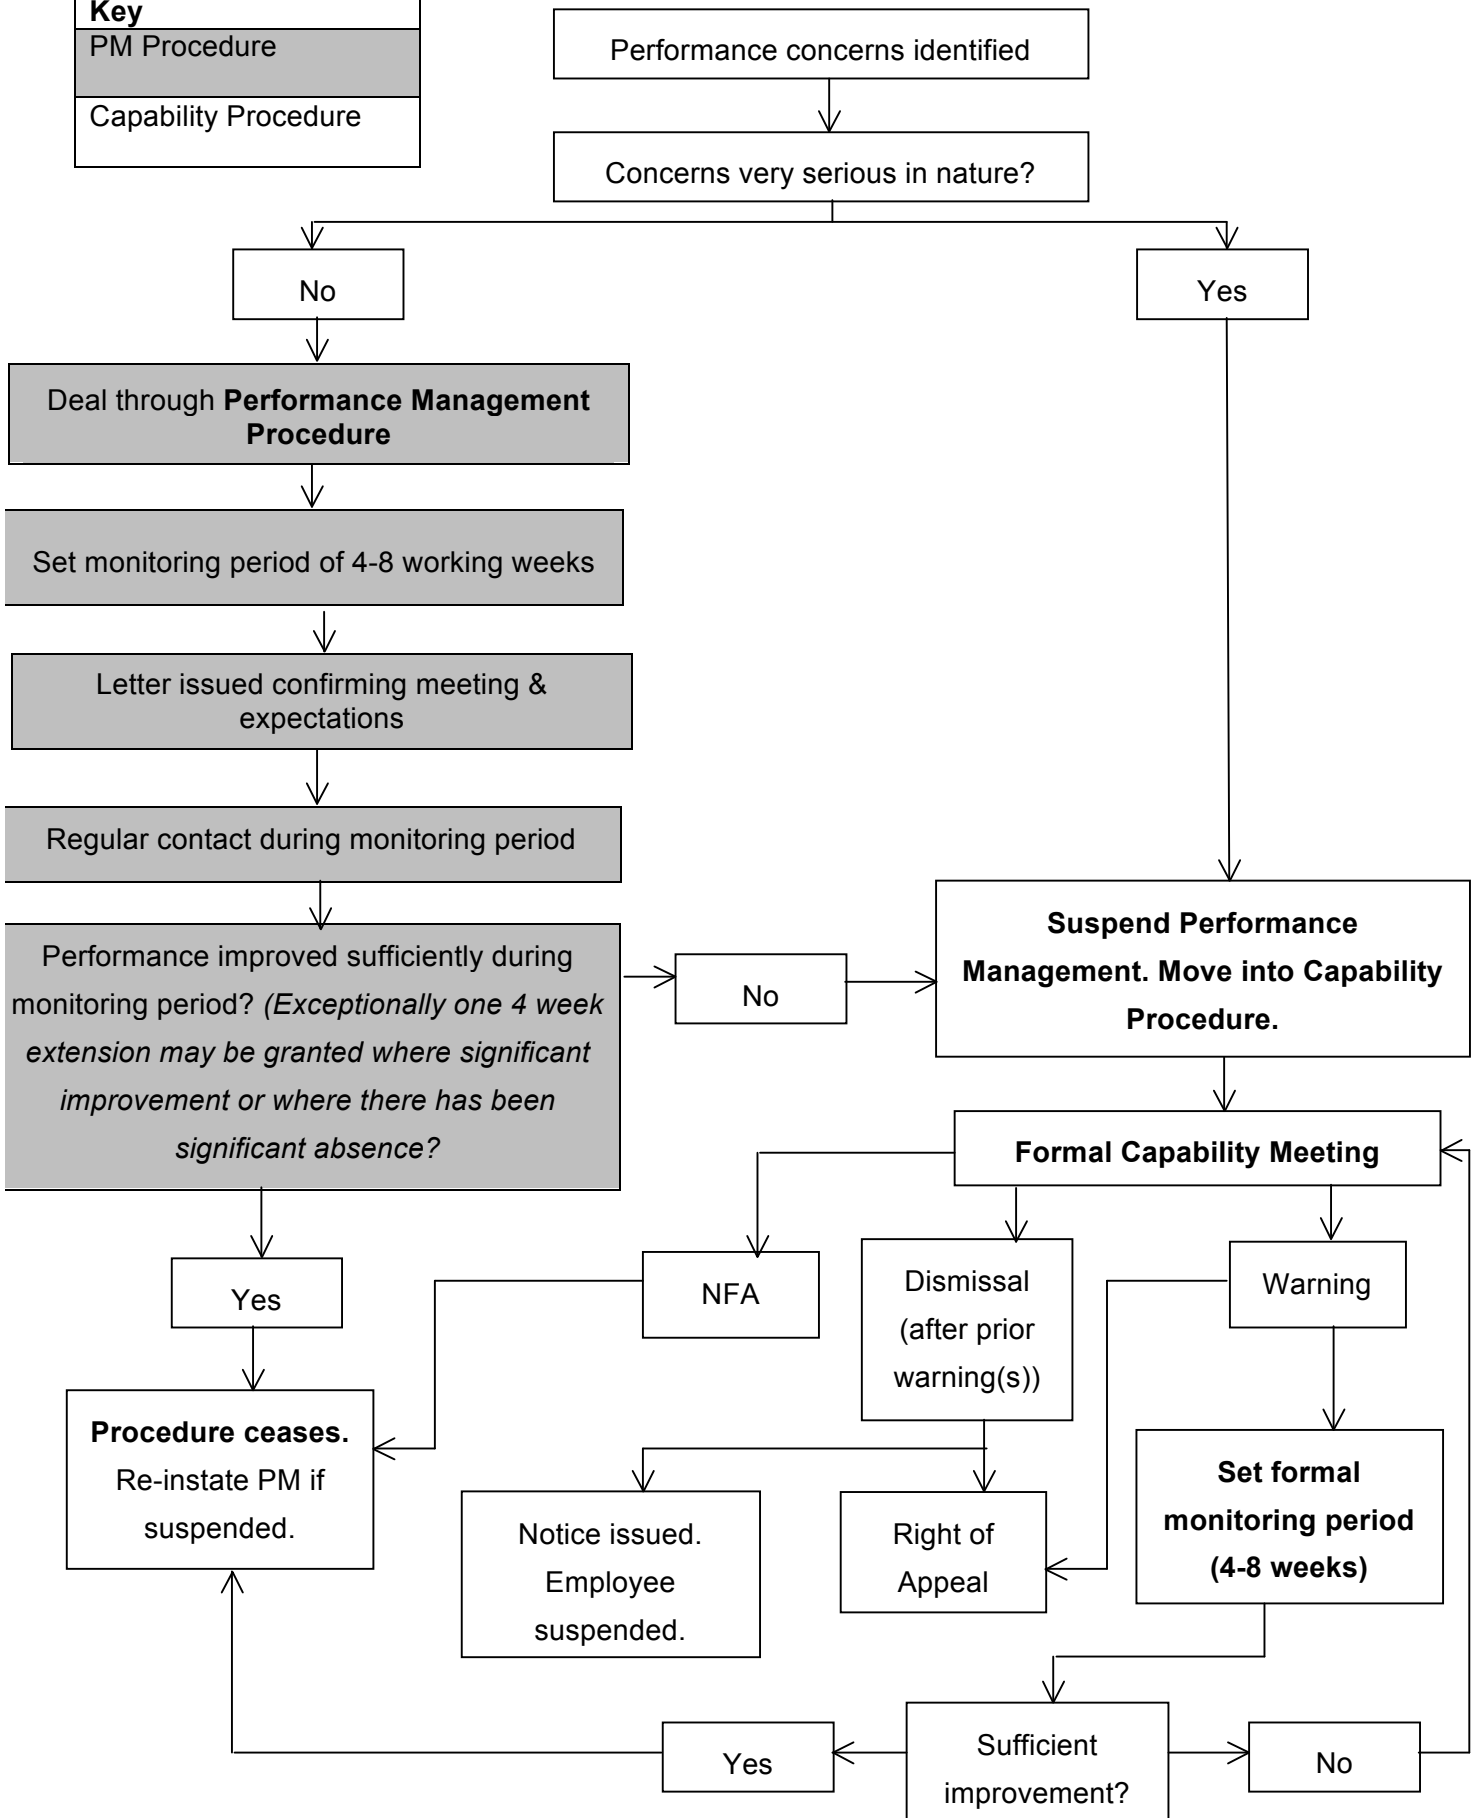 Key
PM Procedure
Capability Procedure
Performance concerns identified
Concerns very serious in nature?
No
Yes
Deal through Performance Management
Procedure
Set monitoring period of 4-8 working weeks
Letter issued confirming meeting &
expectations
Regular contact during monitoring period
Performance improved sufficiently during
monitoring period? (Exceptionally one 4 week
extension may be granted where significant
improvement or where there has been
significant absence?
No
Suspend Performance
Management. Move into Capability
Procedure.
Formal Capability Meeting
Yes
NFA
Dismissal
(after prior
warning(s))
Warning
Procedure ceases.
Re-instate PM if
suspended.
Notice issued.
Employee
suspended.
Right of
Appeal
Set formal
monitoring period
(4-8 weeks)
Yes
Sufficient
improvement?
No